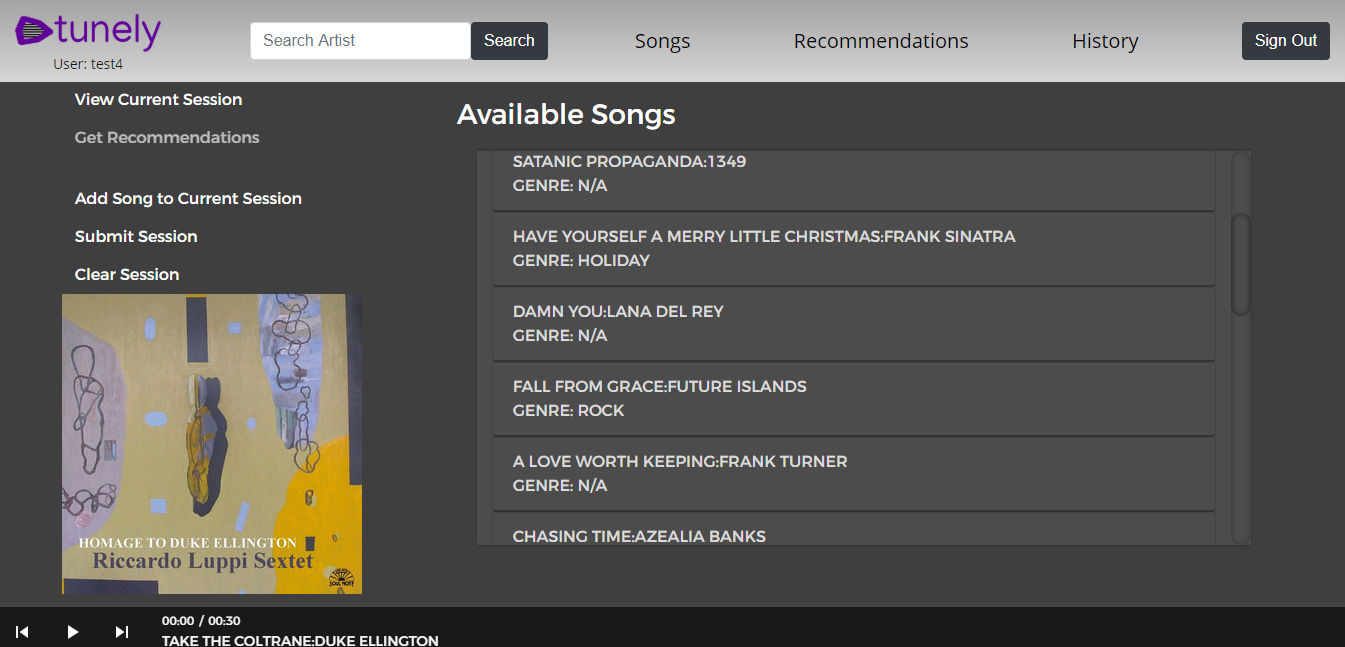 tunely
User: test4
Search Artist
Search
Songs
Recommendations
History
Sign Out
View Current Session
Get Recommendations
Add Song to Current Session
Submit Session
Clear Session
HOMAGE TO DUKE ELLINGTON
Riccardo Luppi Sextet
SOUL NOTE
Available Songs
SATANIC PROPAGANDA:1349
GENRE: N/A
HAVE YOURSELF A MERRY LITTLE CHRISTMAS:FRANK SINATRA
GENRE: HOLIDAY
DAMN YOU:LANA DEL REY
GENRE: N/A
FALL FROM GRACE:FUTURE ISLANDS
GENRE: ROCK
A LOVE WORTH KEEPING:FRANK TURNER
GENRE: N/A
CHASING TIME:AZEALIA BANKS
00:00 / 00:30
TAKE THE COLTRANE:DUKE ELLINGTON